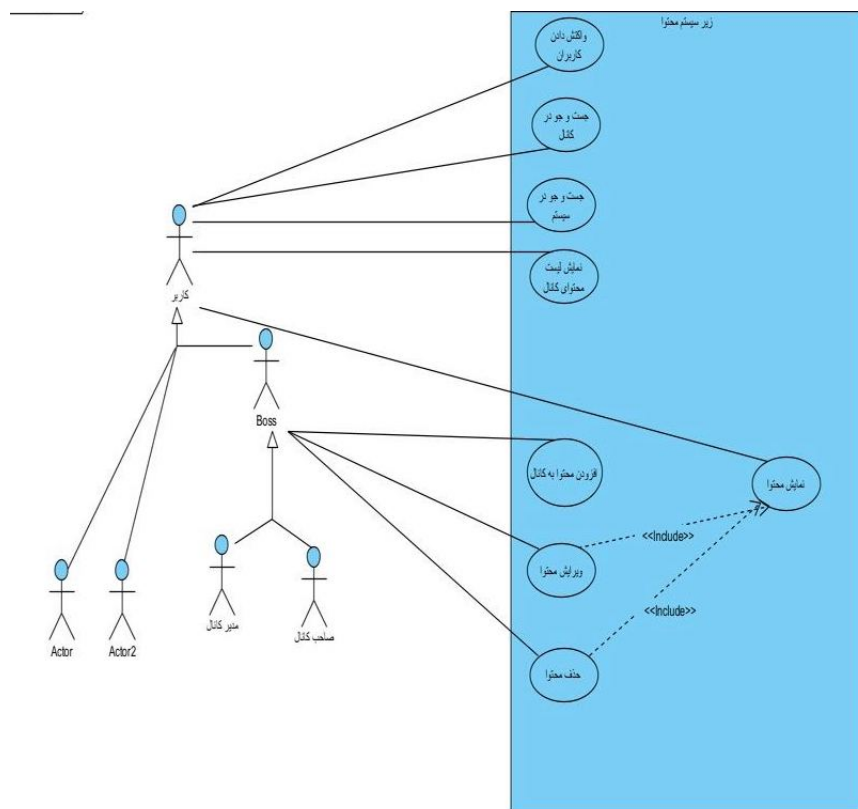 زیر سیستم محتوا
واکنش دادن
کاربران
جست و جو در
کانال
جست و جو در
سیستم
نمایش لیست
محتوای کانال
کاربر
Boss
افزودن محتوا به کانال
نمایش محتوا
<<Include>>
ویرایش محتوا
<<Include>>
مدیر کانال
صاحب کانال
Actor
Actor2
حذف محتوا